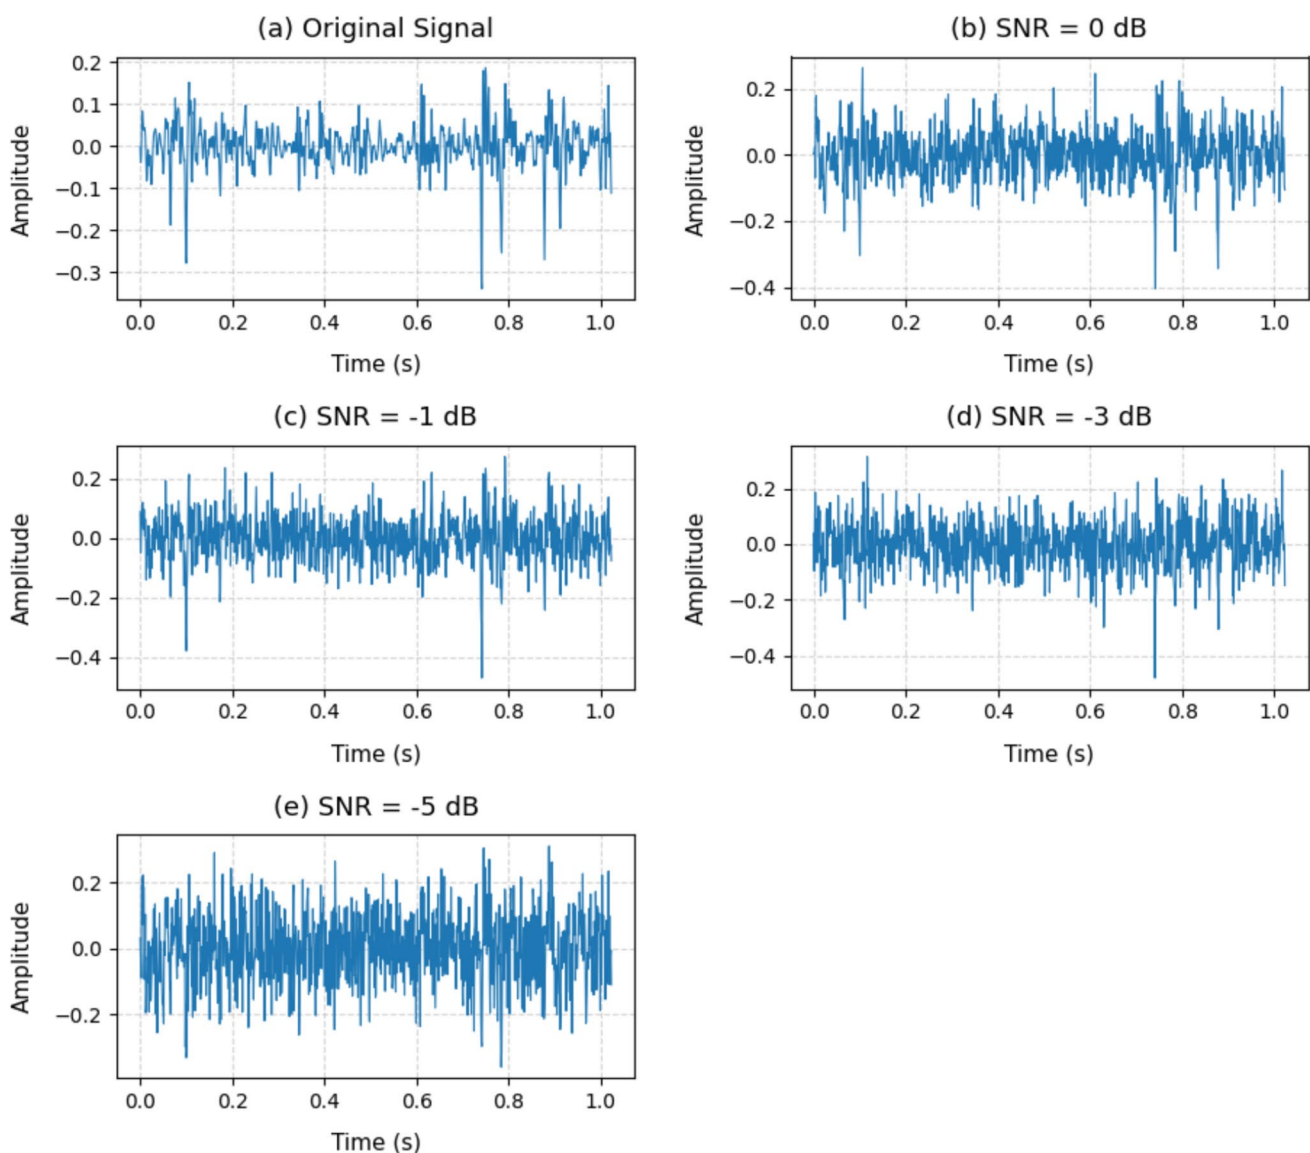 (a) Original Signal
Amplitude
0.2
0.1
0.0
−0.1
−0.2
−0.3
0.0 0.2 0.4 0.6 0.8 1.0
Time (s)
(b) SNR = 0 dB
Amplitude
0.2
0.0
−0.2
−0.4
0.0 0.2 0.4 0.6 0.8 1.0
Time (s)
(c) SNR = -1 dB
Amplitude
0.2
0.0
−0.2
−0.4
0.0 0.2 0.4 0.6 0.8 1.0
Time (s)
(d) SNR = -3 dB
Amplitude
0.2
0.0
−0.2
−0.4
0.0 0.2 0.4 0.6 0.8 1.0
Time (s)
(e) SNR = -5 dB
Amplitude
0.2
0.0
−0.2
0.0 0.2 0.4 0.6 0.8 1.0
Time (s)